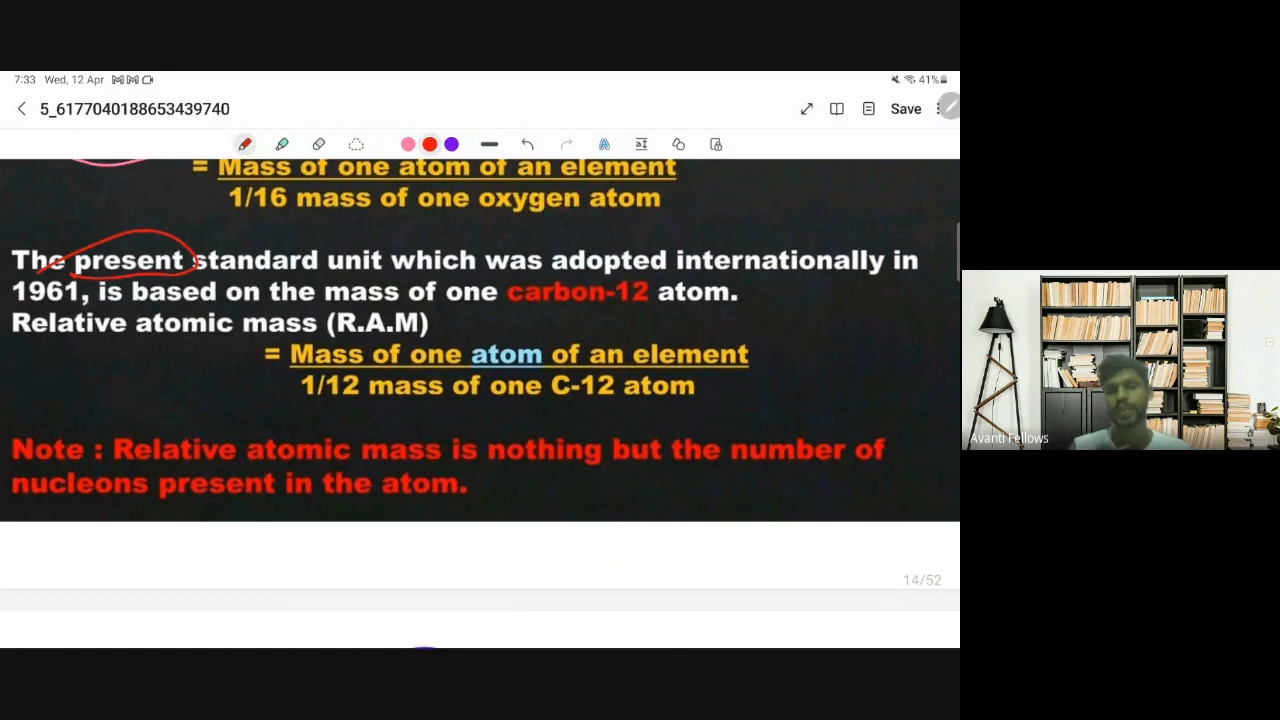 7:33 Wed, 12 Apr
41%
5_6177040188653439740
Save
= Mass of one atom of an element
1/16 mass of one oxygen atom
The present standard unit which was adopted internationally in
1961, is based on the mass of one carbon-12 atom.
Relative atomic mass (R.A.M)
= Mass of one atom of an element
1/12 mass of one C-12 atom
Note : Relative atomic mass is nothing but the number of
nucleons present in the atom.
14/52
Avanti Fellows